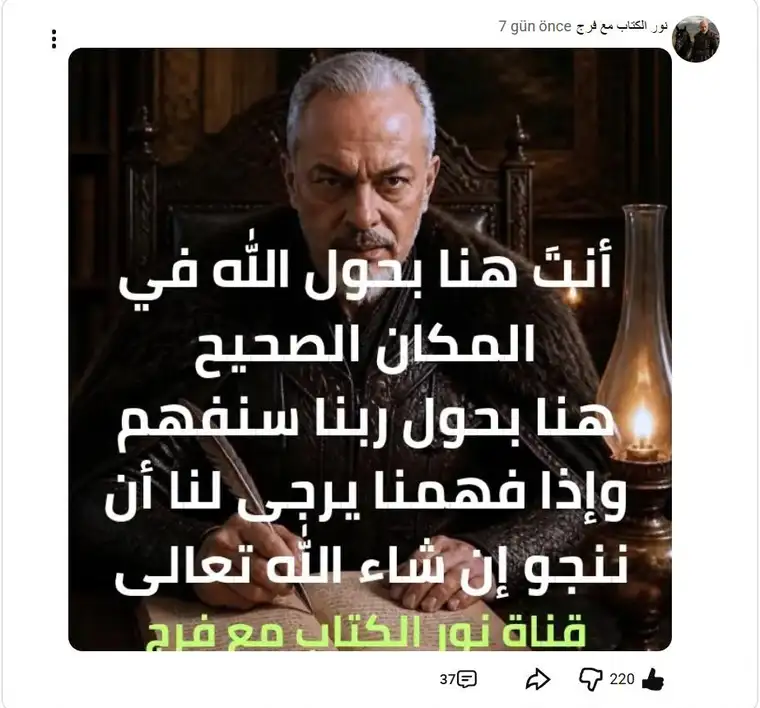 نور الكتاب مع فرج 7 gün önce
أنتَ هنا بحول الله في
المكان الصحيح
هنا بحول ربنا سنفهم
وإذا فهمنا يرجى لنا أن
ننجو إن شاء الله تعالى
قناة نور الكتاب مع فرج
220
37